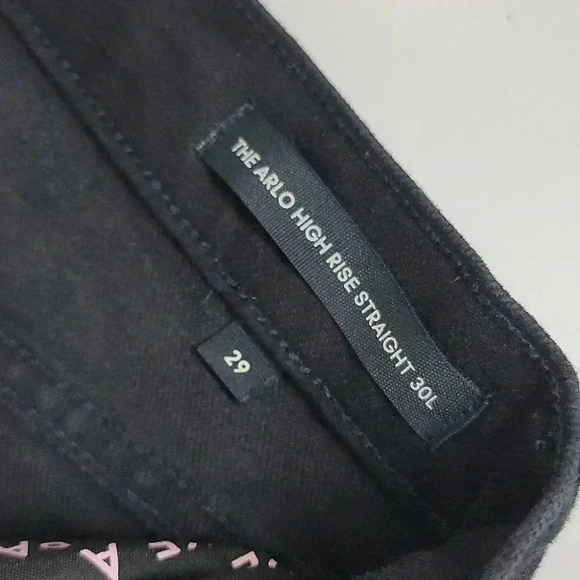 THE ARLO HIGH RISE STRAIGHT 30L
29